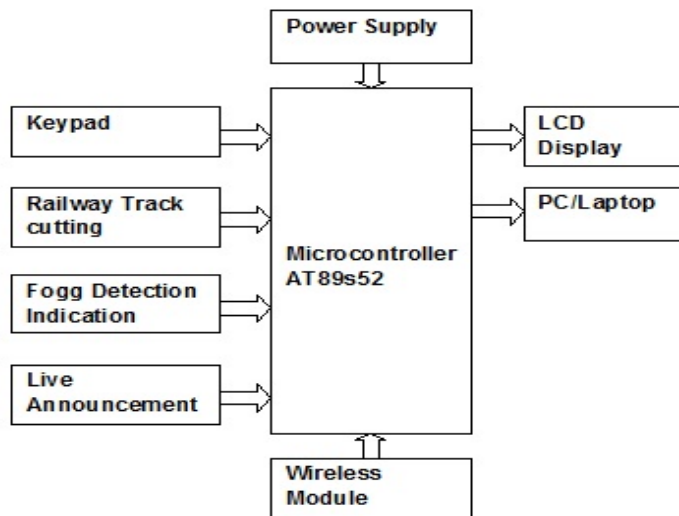 Power Supply
Keypad
Railway Track
cutting
Fogg Detection
Indication
Live
Announcement
Microcontroller
AT89s52
LCD
Display
PC/Laptop
Wireless
Module